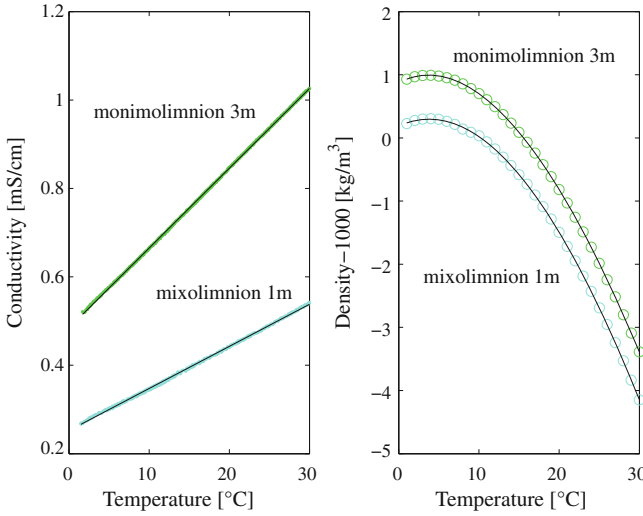 1.2
1
0.8
0.6
0.4
0.2
Conductivity [mS/cm]
monimolimnion 3m
mixolimnion 1m
0
10
20
30
Temperature [°C]
2
1
0
−1
−2
−3
−4
−5
Density−1000 [kg/m³]
monimolimnion 3m
mixolimnion 1m
0
10
20
30
Temperature [°C]